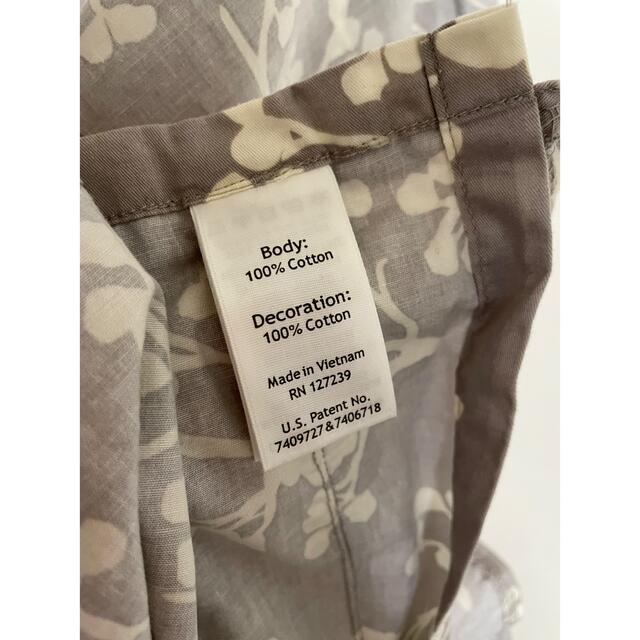 Body:
100% Cotton
Decoration:
100% Cotton
Made in Vietnam
RN 127239
U.S. Patent No.
7409727&7406718